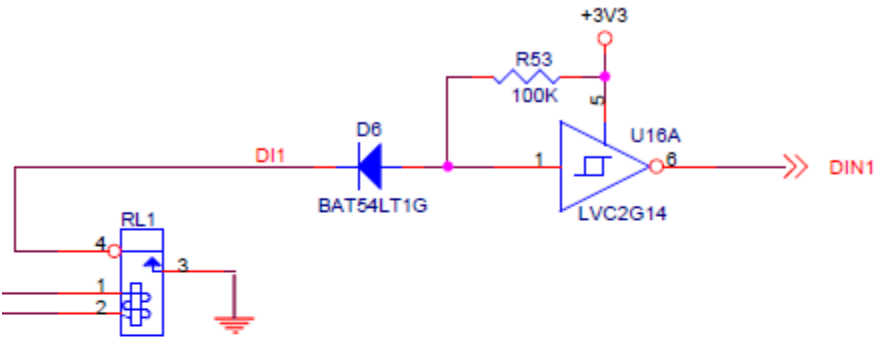 +3V3
R53
100K
5
D6
U16A
DI1
1
6
DIN1
BAT54LT1G
LVC2G14
RL1
4
3
1
2